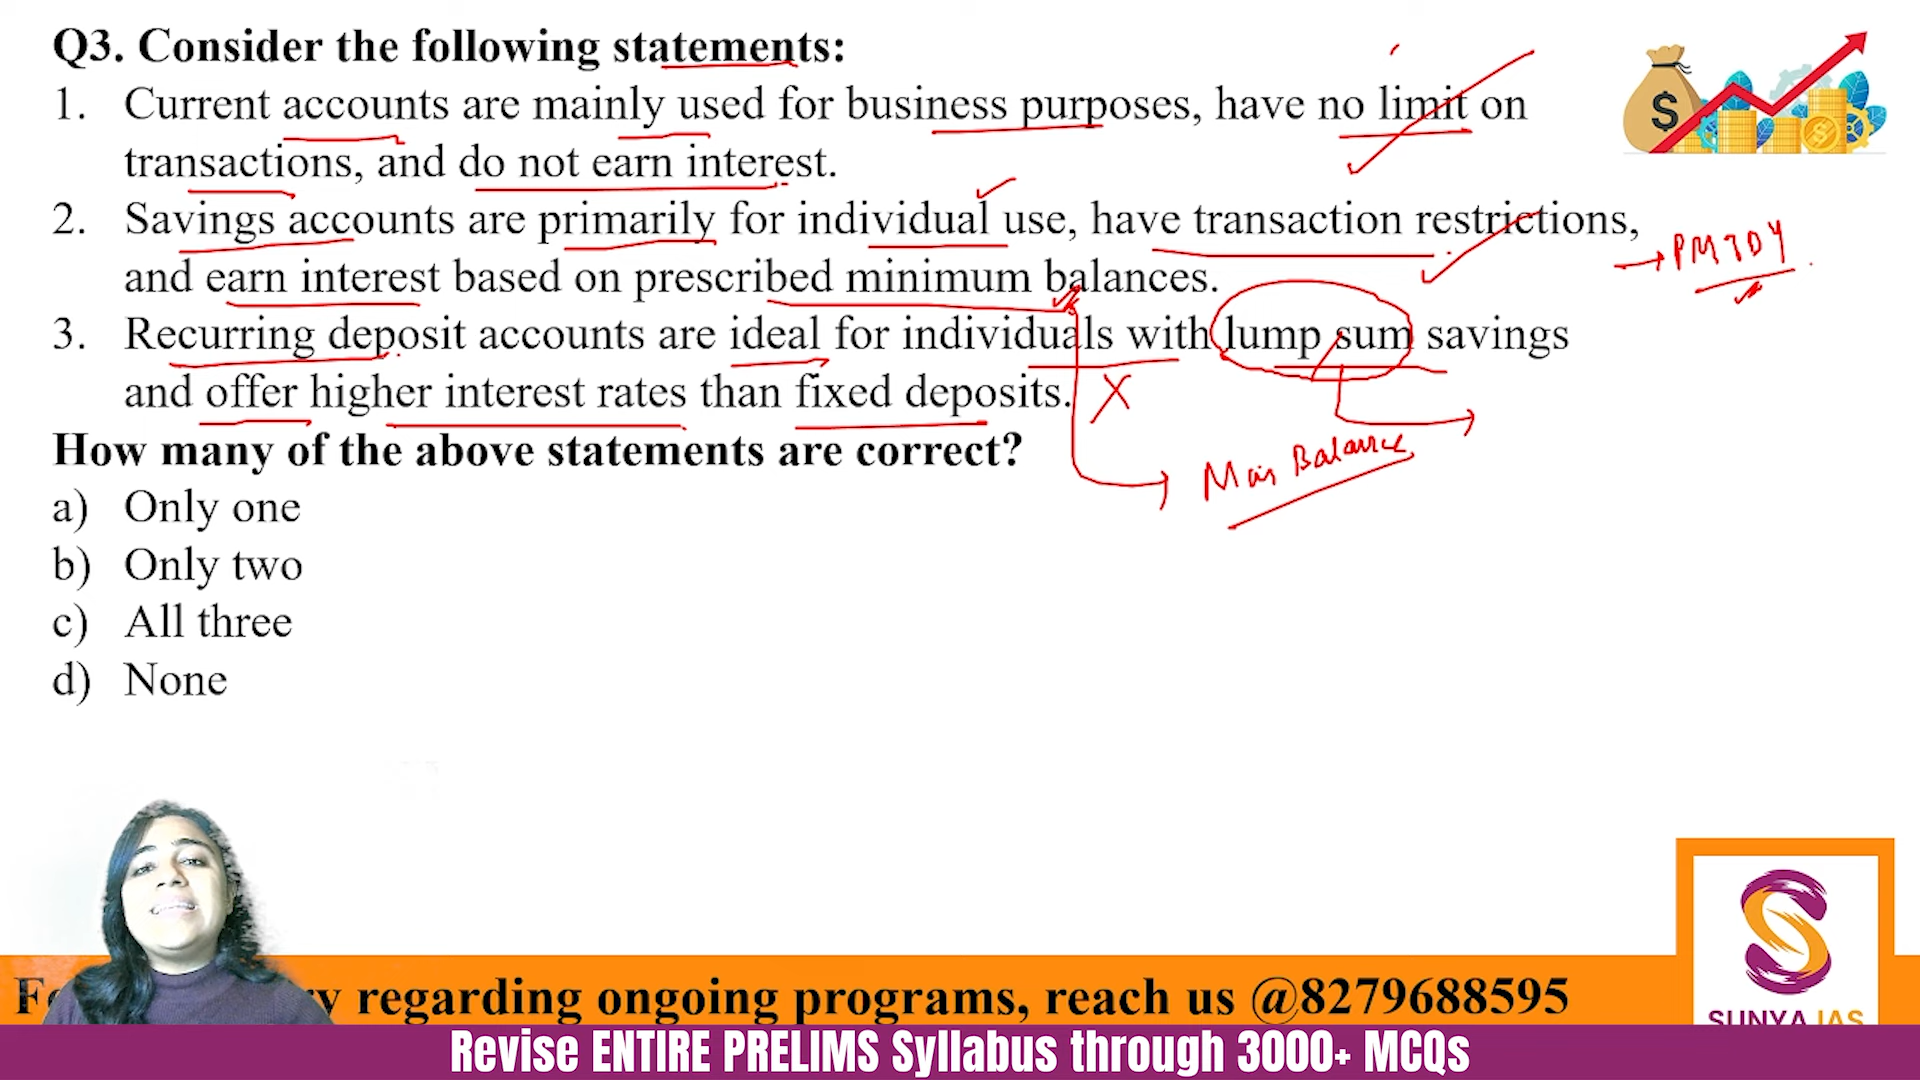 Q3. Consider the following statements:
1. Current accounts are mainly used for business purposes, have no limit on
transactions, and do not earn interest.
2. Savings accounts are primarily for individual use, have transaction restrictions,
and earn interest based on prescribed minimum balances.
→ PMJDY
3. Recurring deposit accounts are ideal for individuals with lump sum savings
and offer higher interest rates than fixed deposits. X
Min Balance
How many of the above statements are correct?
a) Only one
b) Only two
c) All three
d) None
regarding ongoing programs, reach us @8279688595
SUNYA IAS
Revise ENTIRE PRELIMS Syllabus through 3000+ MCQs